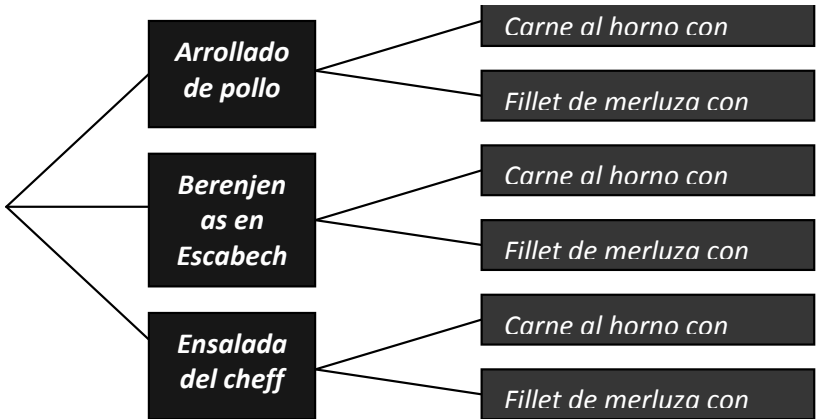 Arrollado
de pollo
Carne al horno con
Fillet de merluza con
Berenjen
as en
Escabech
Carne al horno con
Fillet de merluza con
Ensalada
del cheff
Carne al horno con
Fillet de merluza con